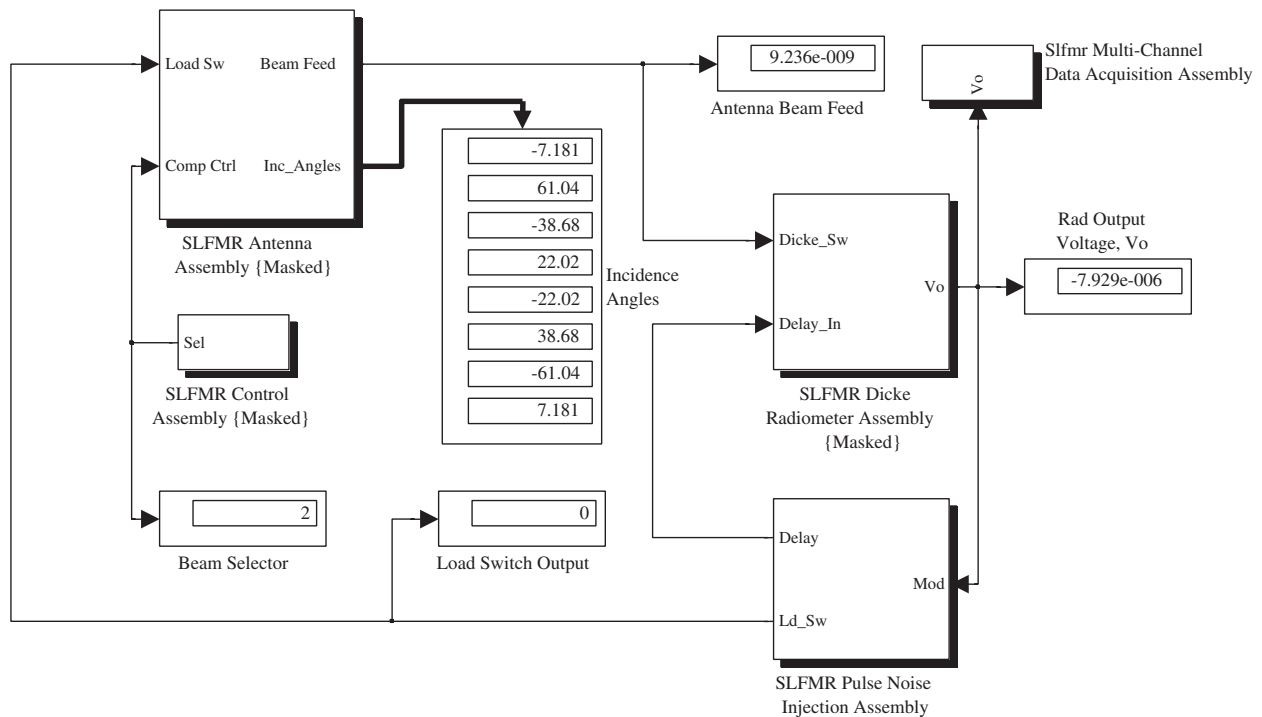 Load Sw
Beam Feed
Comp Ctrl
Inc_Angles
SLFMR Antenna
Assembly {Masked}
9.236e-009
Antenna Beam Feed
Vo
Slfmr Multi-Channel
Data Acquisition Assembly
-7.181
61.04
-38.68
22.02
-22.02
38.68
-61.04
7.181
Incidence
Angles
Dicke_Sw
Delay_In
Vo
SLFMR Dicke
Radiometer Assembly
{Masked}
Rad Output
Voltage, Vo
-7.929e-006
Sel
SLFMR Control
Assembly {Masked}
2
Beam Selector
0
Load Switch Output
Delay
Ld_Sw
Mod
SLFMR Pulse Noise
Injection Assembly